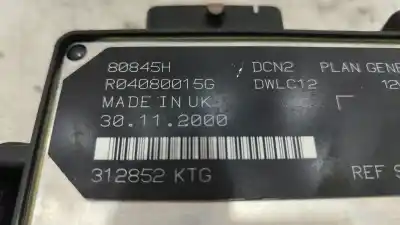 80845H DCN2 PLAN GENE
R04080015G DWLC12 12
MADE IN UK
30.11.2000
312852 KTG REF S